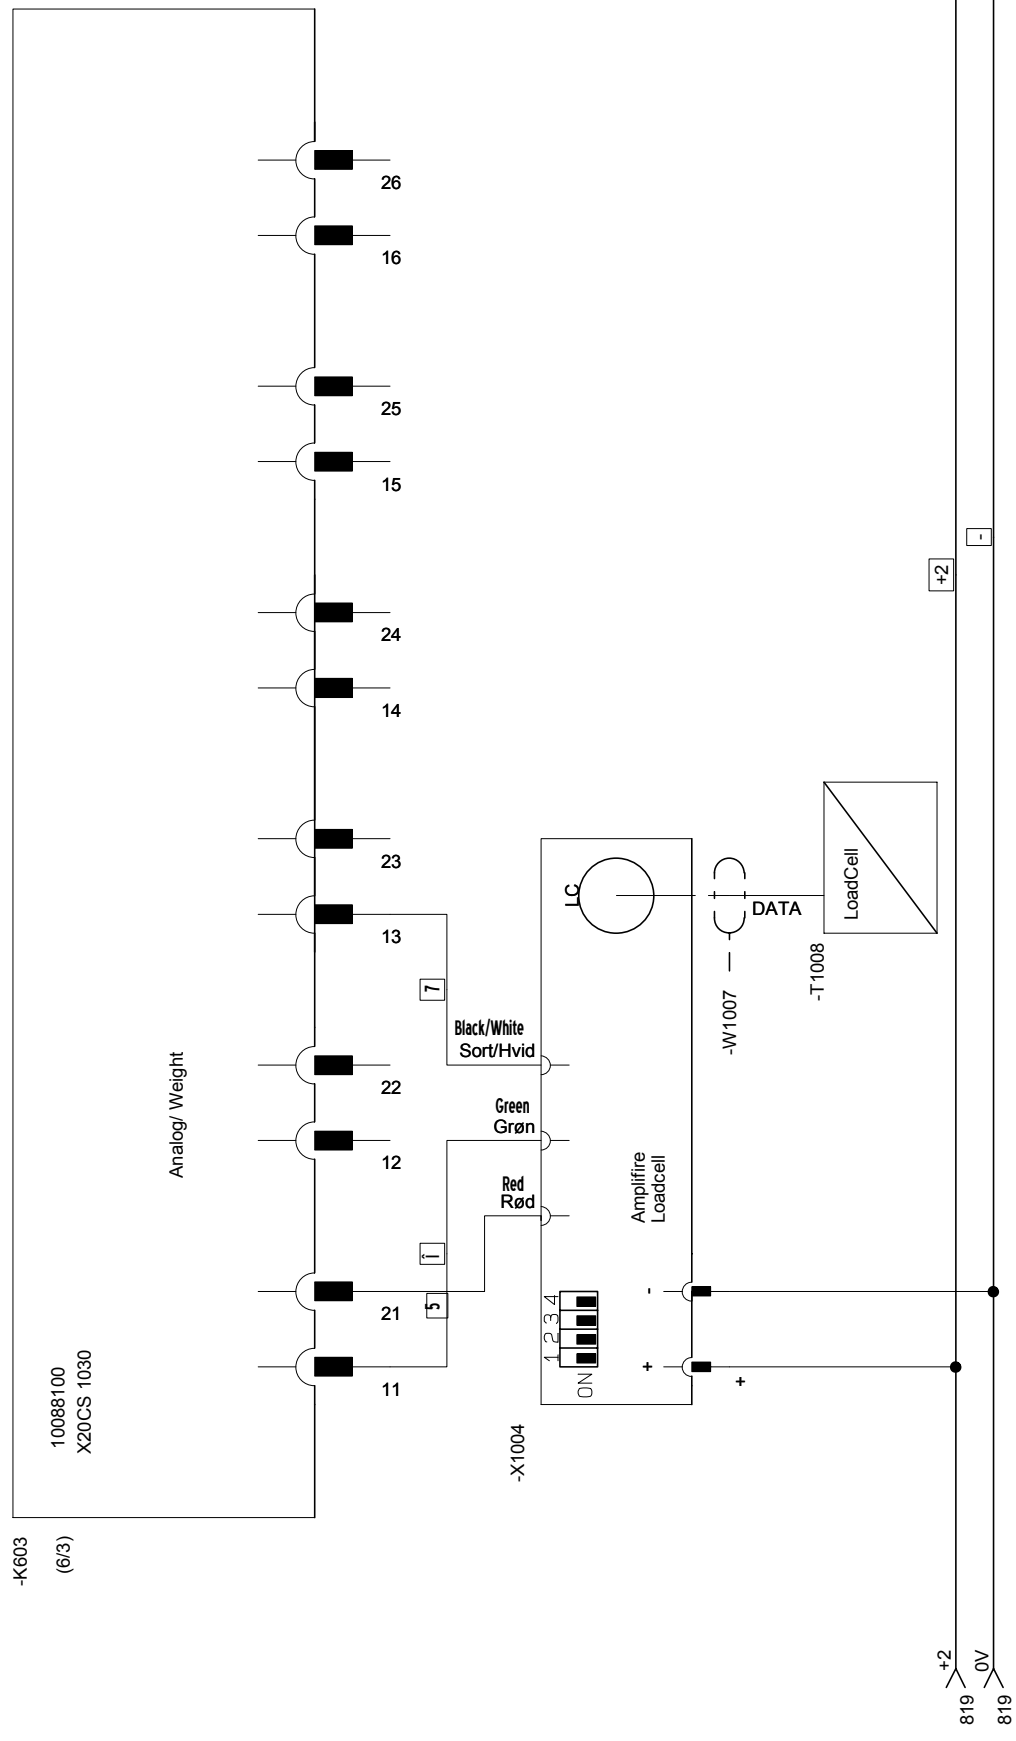 26
16
25
15
24
14
23
13
22
12
21
11
Analog/ Weight
10088100
X20CS 1030
-K603
(6/3)
7
5
Black/White
Sort/Hvid
Green
Grøn
Red
Rød
LC
Amplifire
Loadcell
1 2 3 4
ON
-
+
+
-X1004
DATA
-W1007
LoadCell
-T1008
+2
-
+2
819
0V
819